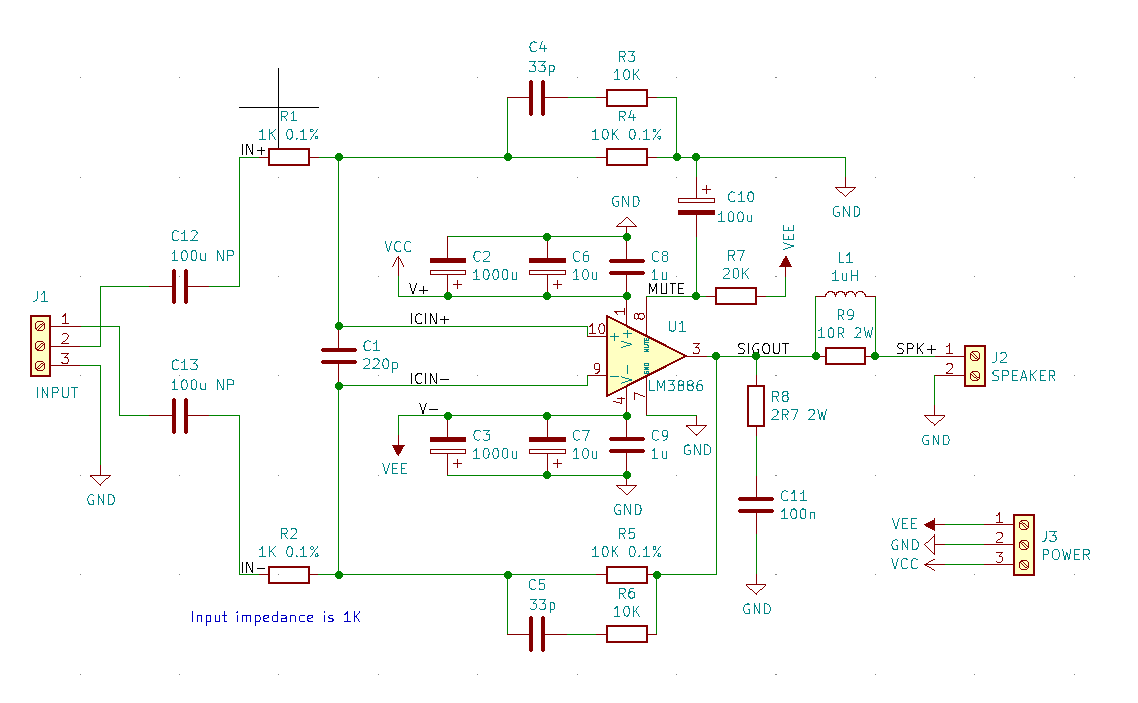 C4
33p
R3
10K
R1
1K 0.1%
R4
10K 0.1%
IN+
GND
C10
100u
GND
VEE
C12
100u NP
VCC
C2
1000u
C6
10u
C8
1u
R7
20K
L1
1uH
V+
MUTE
J1
1
2
3
INPUT
ICIN+
10
1
8
U1
R9
10R 2W
C1
220p
+
V+
MUTE
3
SIGOUT
SPK+
1
2
J2
SPEAKER
C13
100u NP
ICIN-
9
-
V-
GND
LM3886
4
7
R8
2R7 2W
V-
C3
1000u
C7
10u
C9
1u
GND
GND
VEE
GND
GND
C11
100n
VEE
GND
VCC
1
2
3
J3
POWER
R2
1K 0.1%
R5
10K 0.1%
IN-
C5
33p
R6
10K
GND
Input impedance is 1K